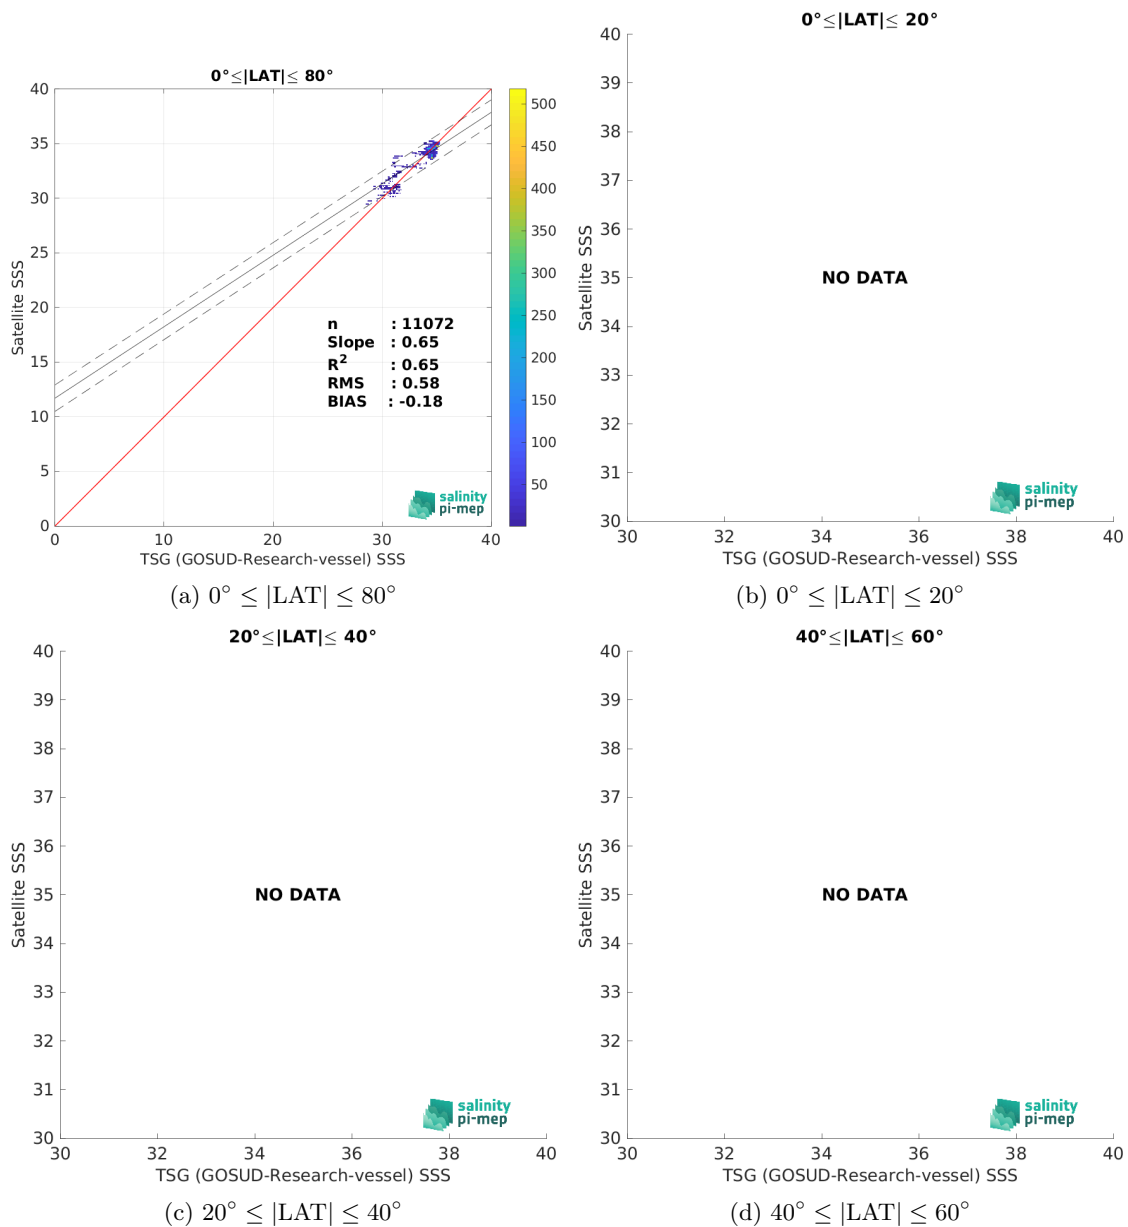 0°≤|LAT|≤ 80°
40
35
30
25
20
15
10
5
0
Satellite SSS
n : 11072
Slope : 0.65
R² : 0.65
RMS : 0.58
BIAS : -0.18
salinity
pi-mep
0 10 20 30 40
TSG (GOSUD-Research-vessel) SSS
500
450
400
350
300
250
200
150
100
50
(a) 0° ≤ |LAT| ≤ 80°
0°≤|LAT|≤ 20°
40
39
38
37
36
35
34
33
32
31
30
Satellite SSS
NO DATA
salinity
pi-mep
30 32 34 36 38 40
TSG (GOSUD-Research-vessel) SSS
(b) 0° ≤ |LAT| ≤ 20°
20°≤|LAT|≤ 40°
40
39
38
37
36
35
34
33
32
31
30
Satellite SSS
NO DATA
salinity
pi-mep
30 32 34 36 38 40
TSG (GOSUD-Research-vessel) SSS
(c) 20° ≤ |LAT| ≤ 40°
40°≤|LAT|≤ 60°
40
39
38
37
36
35
34
33
32
31
30
Satellite SSS
NO DATA
salinity
pi-mep
30 32 34 36 38 40
TSG (GOSUD-Research-vessel) SSS
(d) 40° ≤ |LAT| ≤ 60°